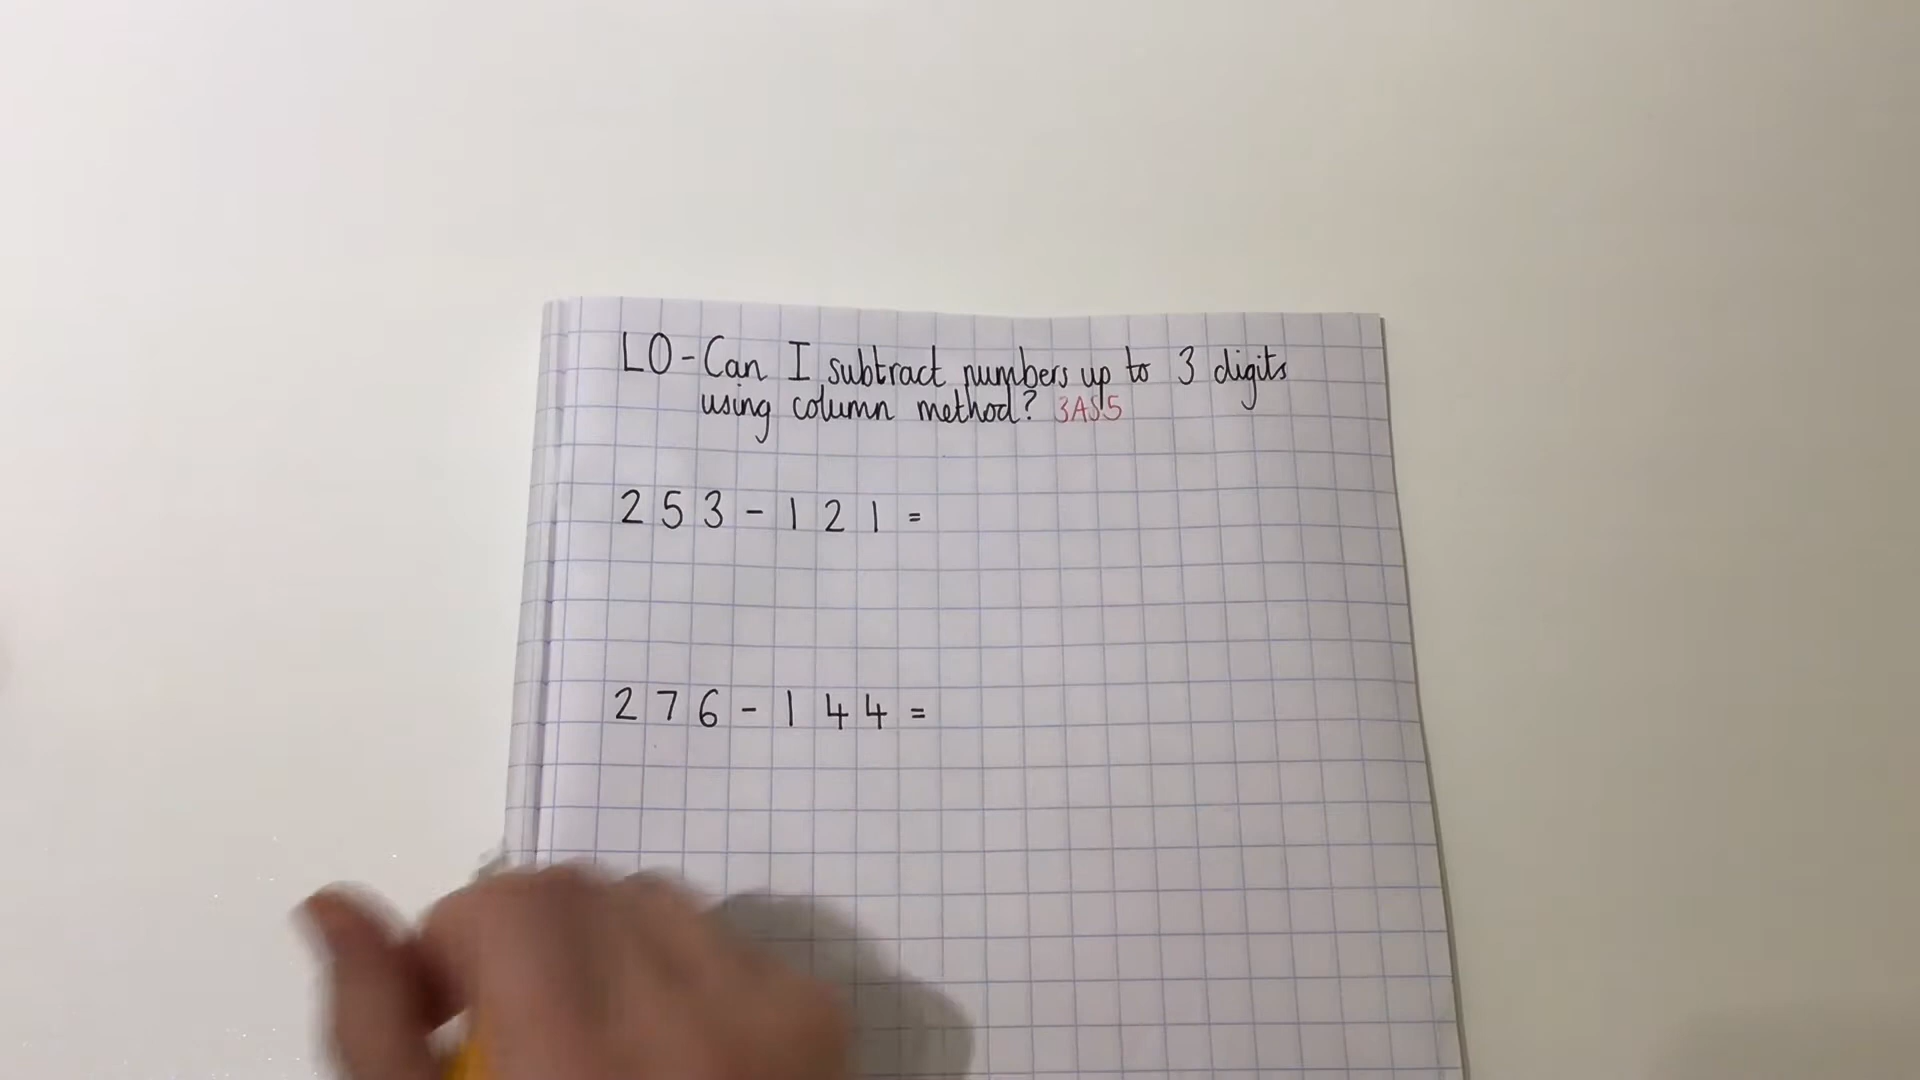 LO - Can I subtract numbers up to 3 digits
using column method? 3AS5
253 - 121 =
276 - 144 =